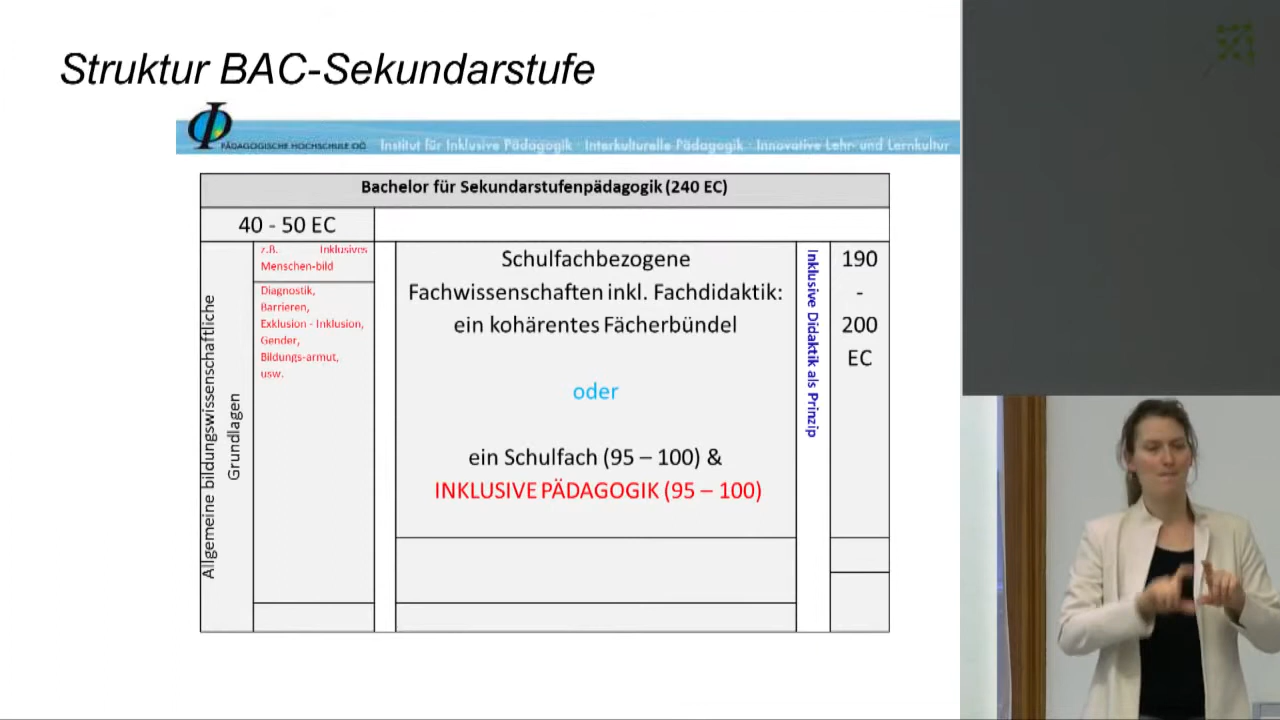 Struktur BAC-Sekundarstufe
PÄDAGOGISCHE HOCHSCHULE OÖ
Institut für Inklusive Pädagogik · Interkulturelle Pädagogik · Innovative Lehr- und Lernkultur
Bachelor für Sekundarstufenpädagogik (240 EC)
40 - 50 EC
Allgemeine bildungswissenschaftliche
Grundlagen
z.B. Inklusives
Menschen-bild
Diagnostik,
Barrieren,
Exklusion - Inklusion,
Gender,
Bildungs-armut,
usw.
Schulfachbezogene
Fachwissenschaften inkl. Fachdidaktik:
ein kohärentes Fächerbündel
oder
ein Schulfach (95 – 100) &
INKLUSIVE PÄDAGOGIK (95 – 100)
Inklusive Didaktik als Prinzip
190
-
200
EC